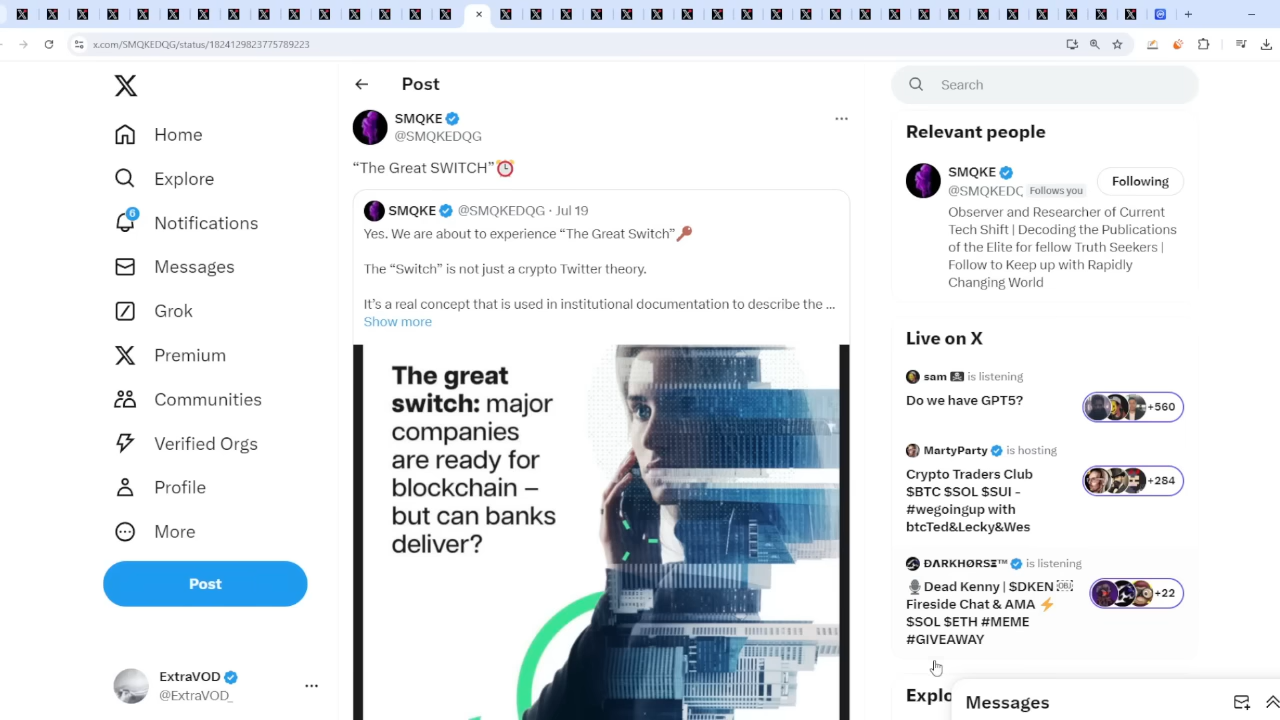 x.com/SMQKEDQG/status/1824129823775789223
Home
Explore
6
Notifications
Messages
Grok
Premium
Communities
Verified Orgs
Profile
More
Post
ExtraVOD
@ExtraVOD_
Post
SMQKE
@SMQKEDQG
“The Great SWITCH”⏰
SMQKE @SMQKEDQG · Jul 19
Yes. We are about to experience “The Great Switch”🔑
The “Switch” is not just a crypto Twitter theory.
It’s a real concept that is used in institutional documentation to describe the ...
Show more
The great
switch: major
companies
are ready for
blockchain –
but can banks
deliver?
Search
Relevant people
SMQKE
@SMQKEDQ Follows you
Following
Observer and Researcher of Current
Tech Shift | Decoding the Publications
of the Elite for fellow Truth Seekers |
Follow to Keep up with Rapidly
Changing World
Live on X
sam is listening
Do we have GPT5?
+560
MartyParty is hosting
Crypto Traders Club
$BTC $SOL $SUI -
#wegoingup with
btcTed&Lecky&Wes
+284
ÐΛRKHØRSΞ™ is listening
🎙️Dead Kenny | $DKEN
Fireside Chat & AMA ⚡
$SOL $ETH #MEME
#GIVEAWAY
+22
Explo
Messages